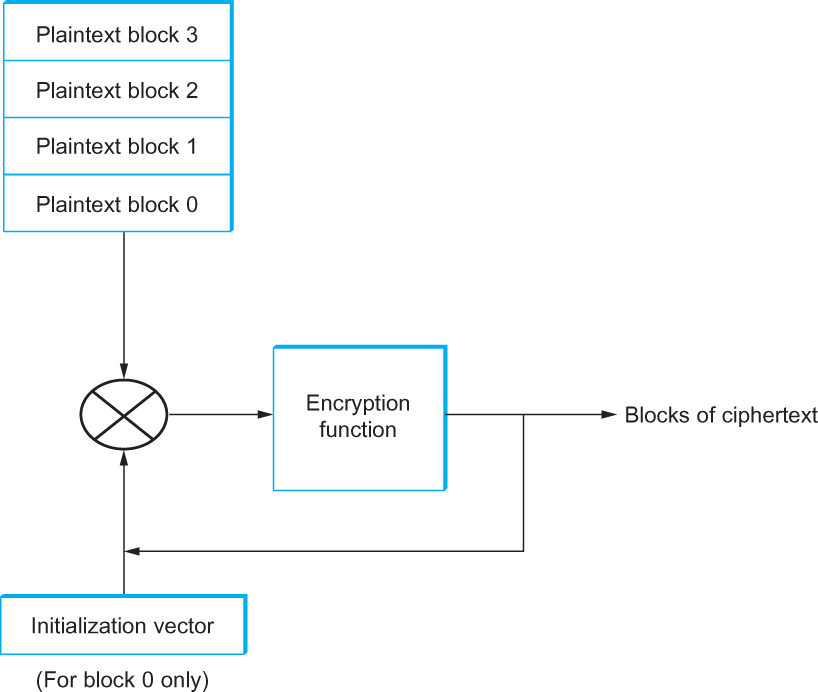 Plaintext block 3
Plaintext block 2
Plaintext block 1
Plaintext block 0
Encryption
function
Blocks of ciphertext
Initialization vector
(For block 0 only)